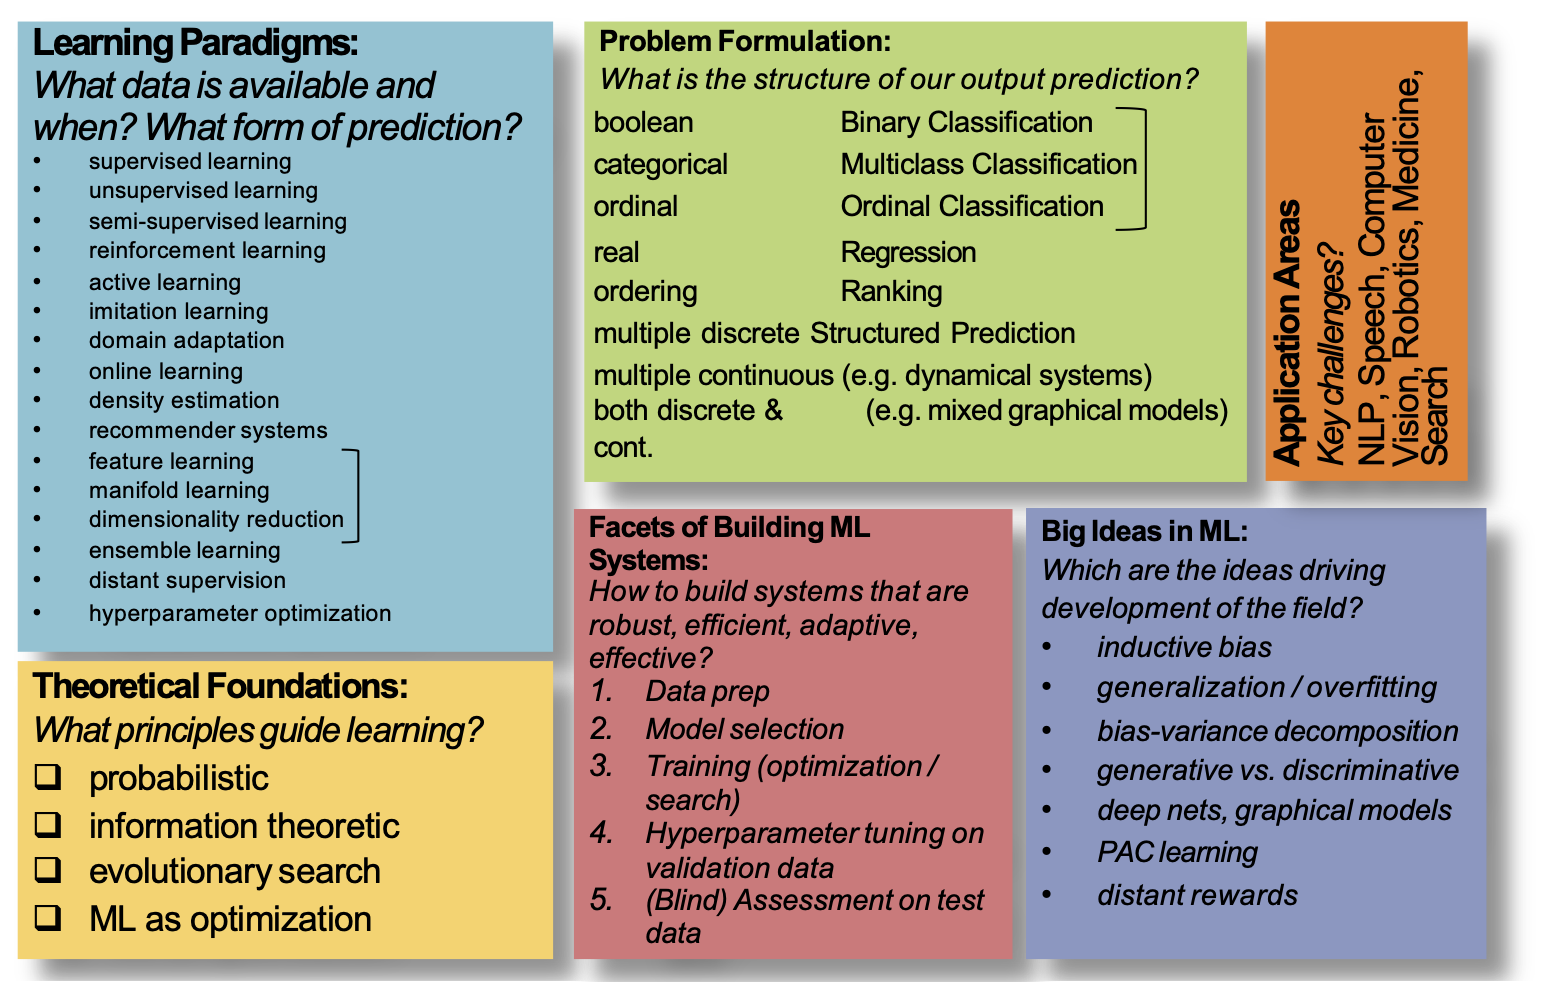 Learning Paradigms:
What data is available and
when? What form of prediction?
• supervised learning
• unsupervised learning
• semi-supervised learning
• reinforcement learning
• active learning
• imitation learning
• domain adaptation
• online learning
• density estimation
• recommender systems
• feature learning
• manifold learning
• dimensionality reduction
• ensemble learning
• distant supervision
• hyperparameter optimization
Theoretical Foundations:
What principles guide learning?
❑ probabilistic
❑ information theoretic
❑ evolutionary search
❑ ML as optimization
Problem Formulation:
What is the structure of our output prediction?
boolean Binary Classification
categorical Multiclass Classification
ordinal Ordinal Classification
real Regression
ordering Ranking
multiple discrete Structured Prediction
multiple continuous (e.g. dynamical systems)
both discrete & (e.g. mixed graphical models)
cont.
Application Areas
Key challenges?
NLP, Speech, Computer
Vision, Robotics, Medicine,
Search
Facets of Building ML
Systems:
How to build systems that are
robust, efficient, adaptive,
effective?
1. Data prep
2. Model selection
3. Training (optimization /
search)
4. Hyperparameter tuning on
validation data
5. (Blind) Assessment on test
data
Big Ideas in ML:
Which are the ideas driving
development of the field?
• inductive bias
• generalization / overfitting
• bias-variance decomposition
• generative vs. discriminative
• deep nets, graphical models
• PAC learning
• distant rewards